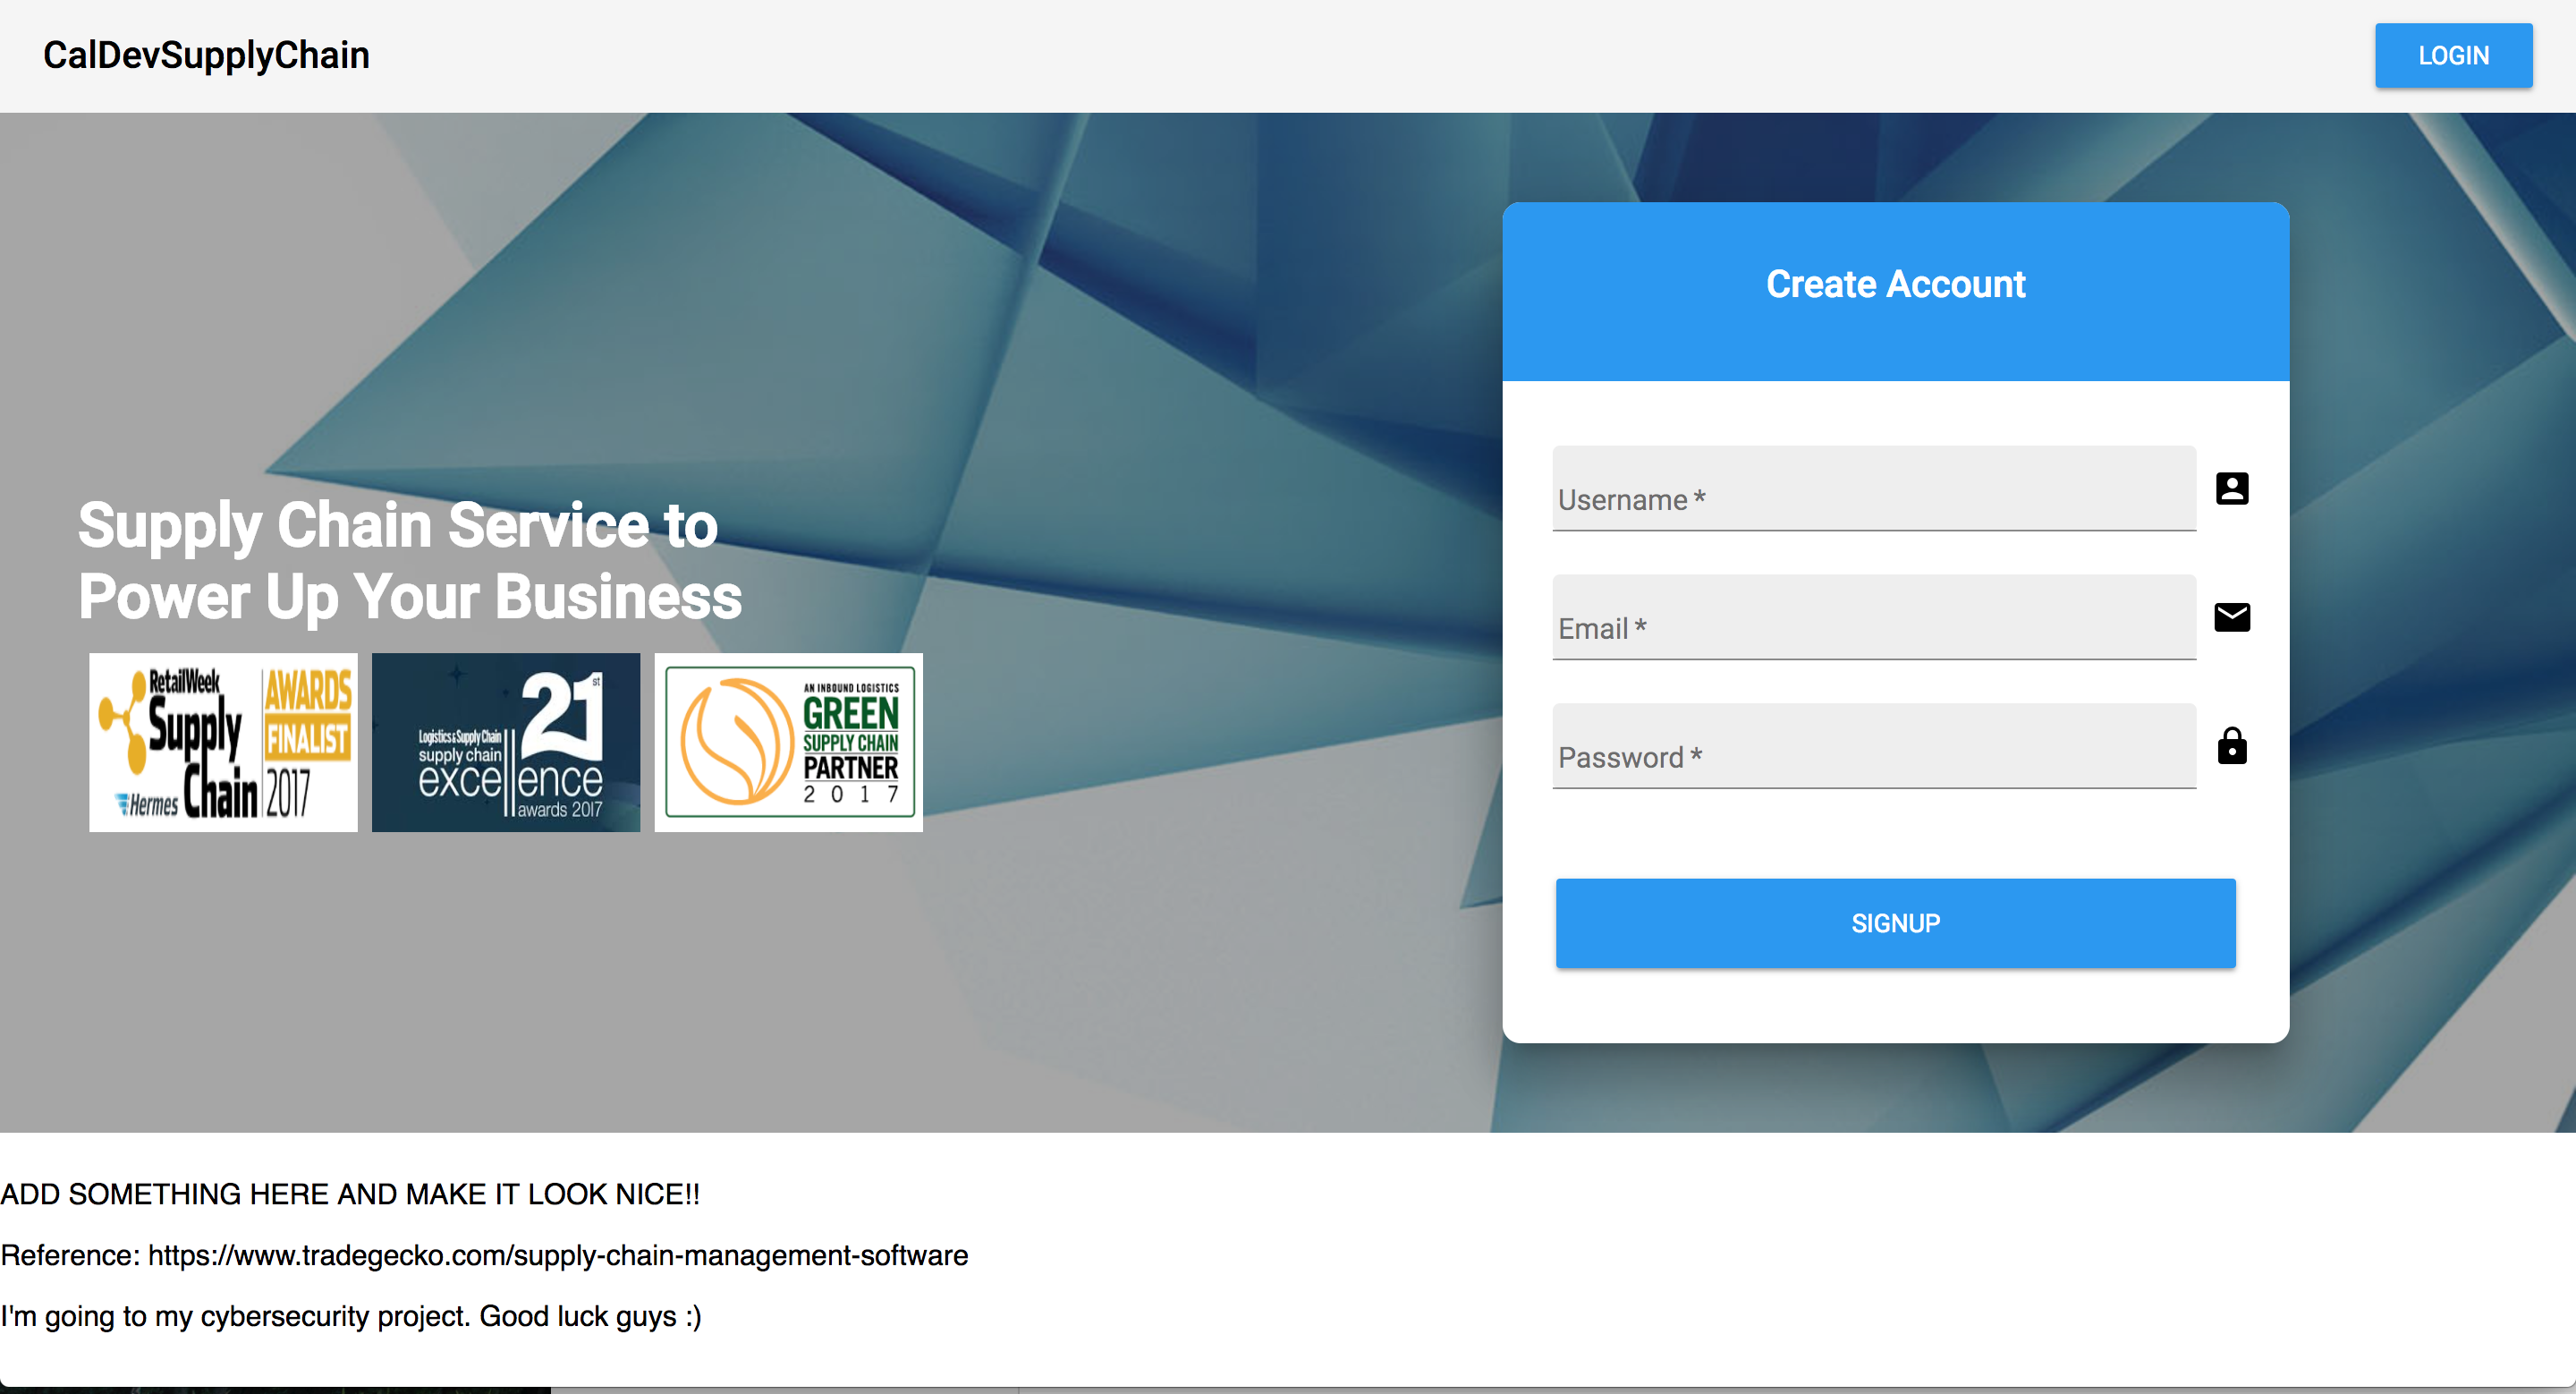 CalDevSupplyChain
LOGIN
Create Account
Username *
Email *
Password *
SIGNUP
Supply Chain Service to
Power Up Your Business
RetailWeek
Supply
Chain
Hermes
AWARDS
FINALIST
2017
21st
Logistics & Supply Chain
supply chain
excellence
awards 2017
AN INBOUND LOGISTICS
GREEN
SUPPLY CHAIN
PARTNER
2 0 1 7
ADD SOMETHING HERE AND MAKE IT LOOK NICE!!
Reference: https://www.tradegecko.com/supply-chain-management-software
I'm going to my cybersecurity project. Good luck guys :)